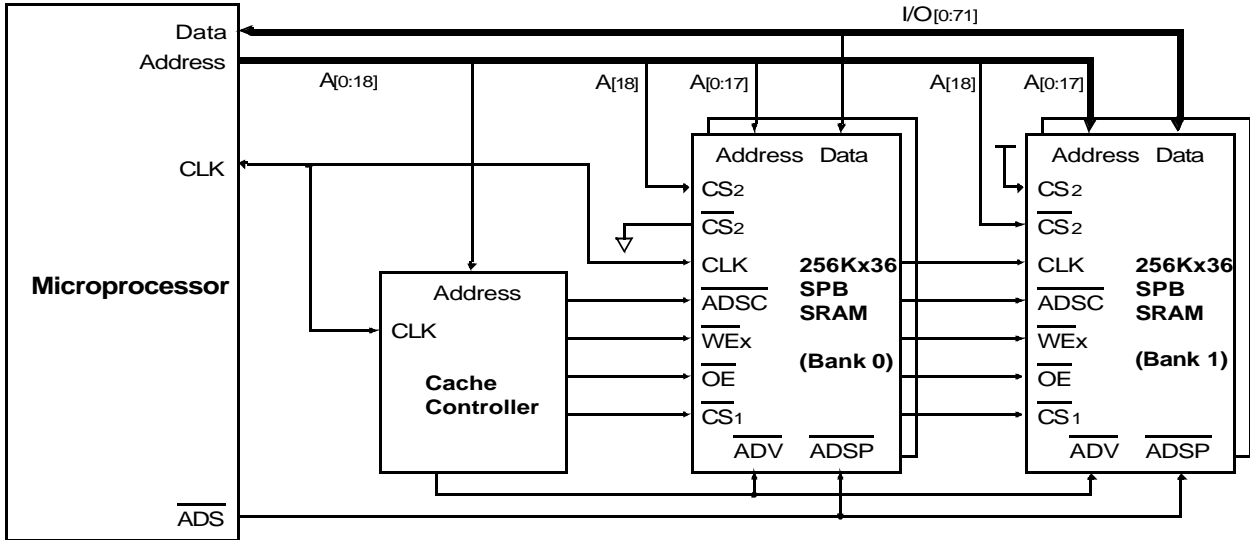 I/O[0:71]
Data
Address
A[0:18]
A[18]
A[0:17]
A[18]
A[0:17]
CLK
Microprocessor
ADS
Address
CLK
Cache
Controller
Address Data
CS2
CS2
CLK
ADSC
WEx
OE
CS1
ADV ADSP
256Kx36
SPB
SRAM
(Bank 0)
Address Data
CS2
CS2
CLK
ADSC
WEx
OE
CS1
ADV ADSP
256Kx36
SPB
SRAM
(Bank 1)